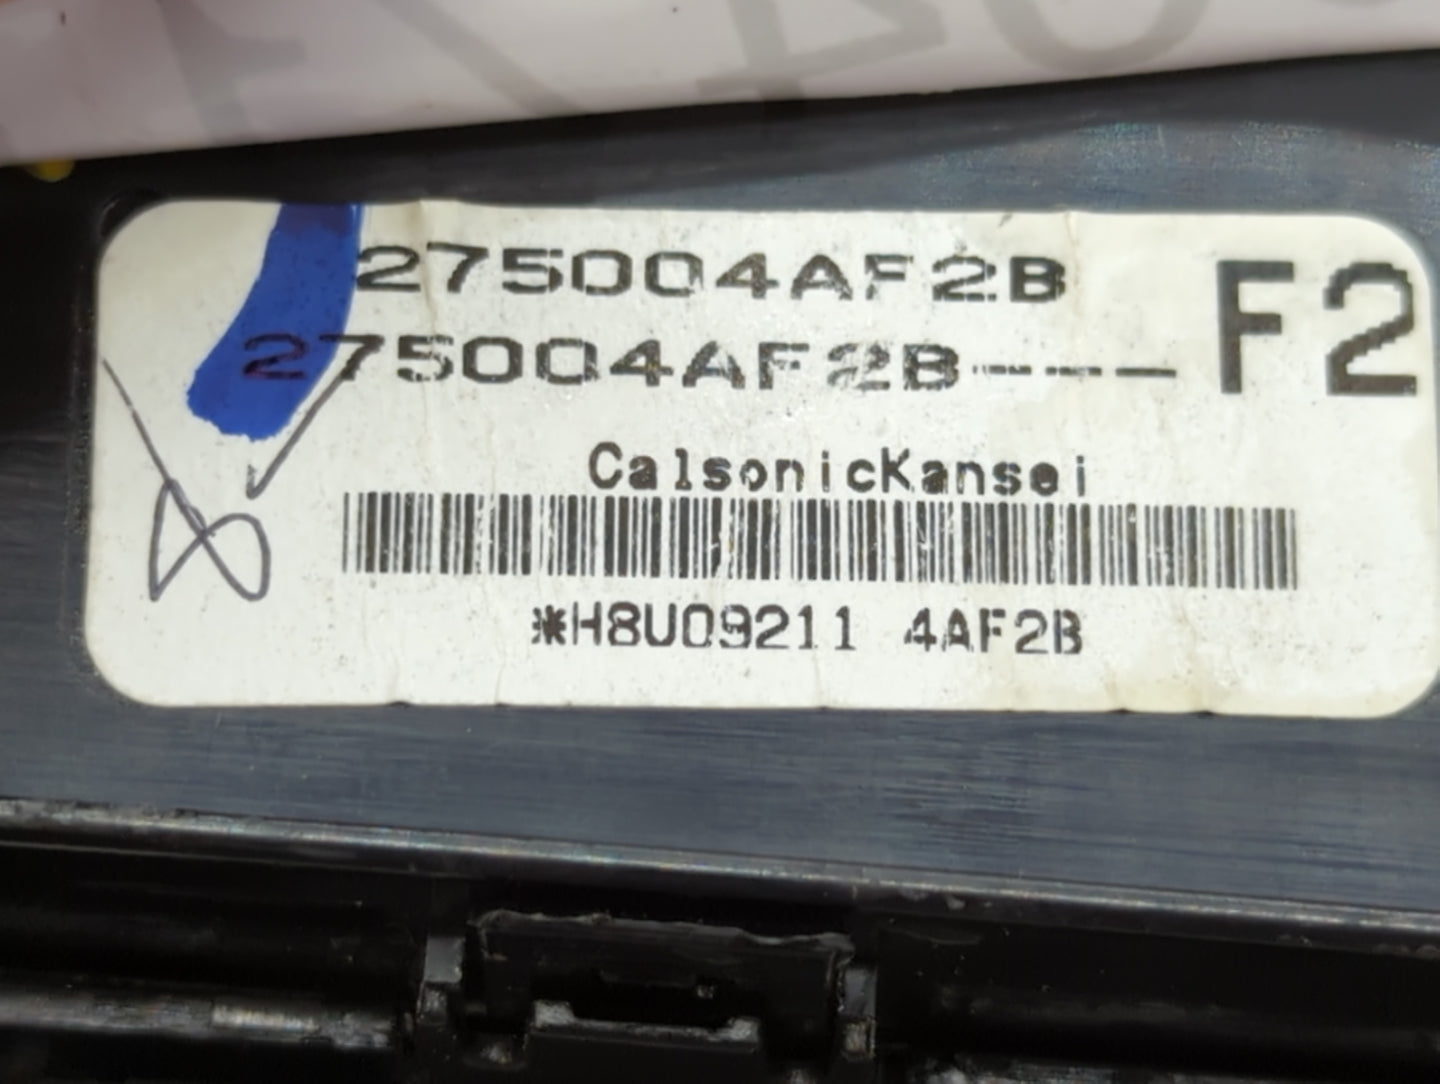 275004AF2B
275004AF2B---
F2
CalsonicKansei
*H8U09211 4AF2B